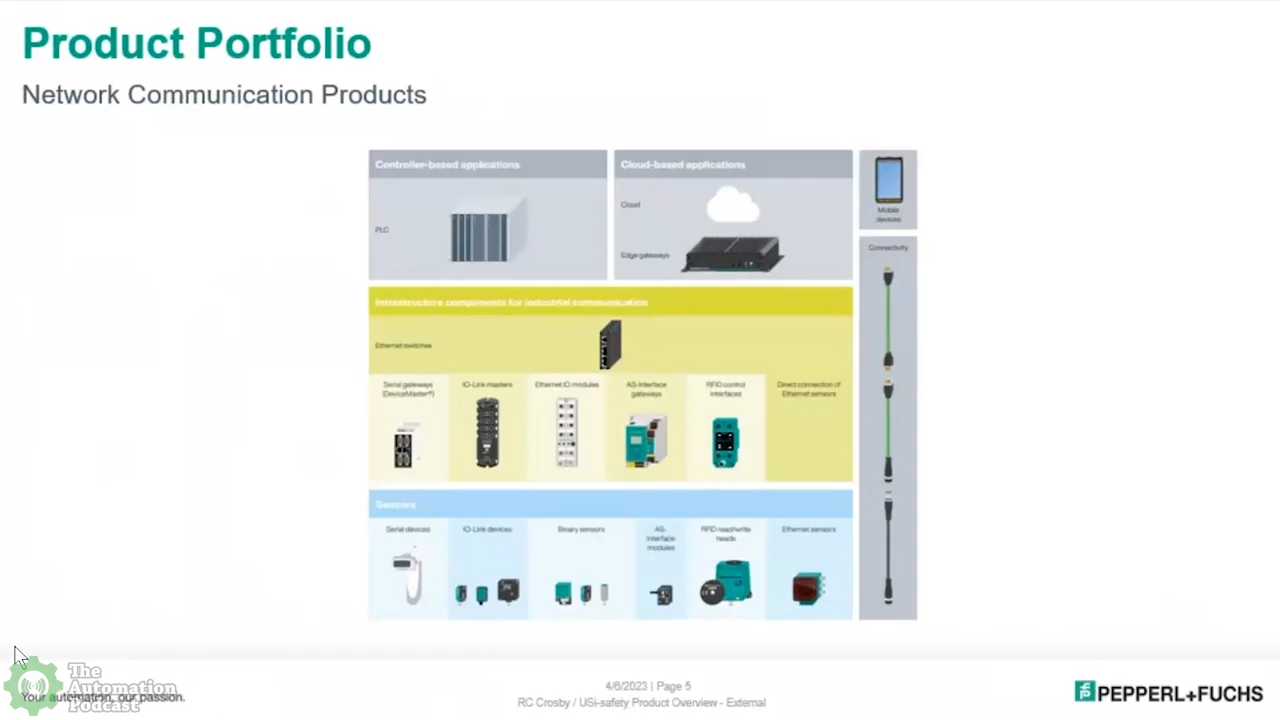 Product Portfolio
Network Communication Products
Controller-based applications
PLC
Cloud-based applications
Cloud
Edge gateways
Mobile
devices
Connectivity
Infrastructure components for industrial communication
Ethernet switches
Serial gateways
(DeviceMaster®)
IO-Link masters
Ethernet IO modules
AS-Interface
gateways
RFID control
interfaces
Direct connection of
Ethernet sensors
Sensors
Serial devices
IO-Link devices
Binary sensors
AS-
Interface
modules
RFID read/write
heads
Ethernet sensors
The
Automation
Podcast
Your automation, our passion.
4/6/2023 | Page 5
RC Crosby / USi-safety Product Overview - External
PEPPERL+FUCHS